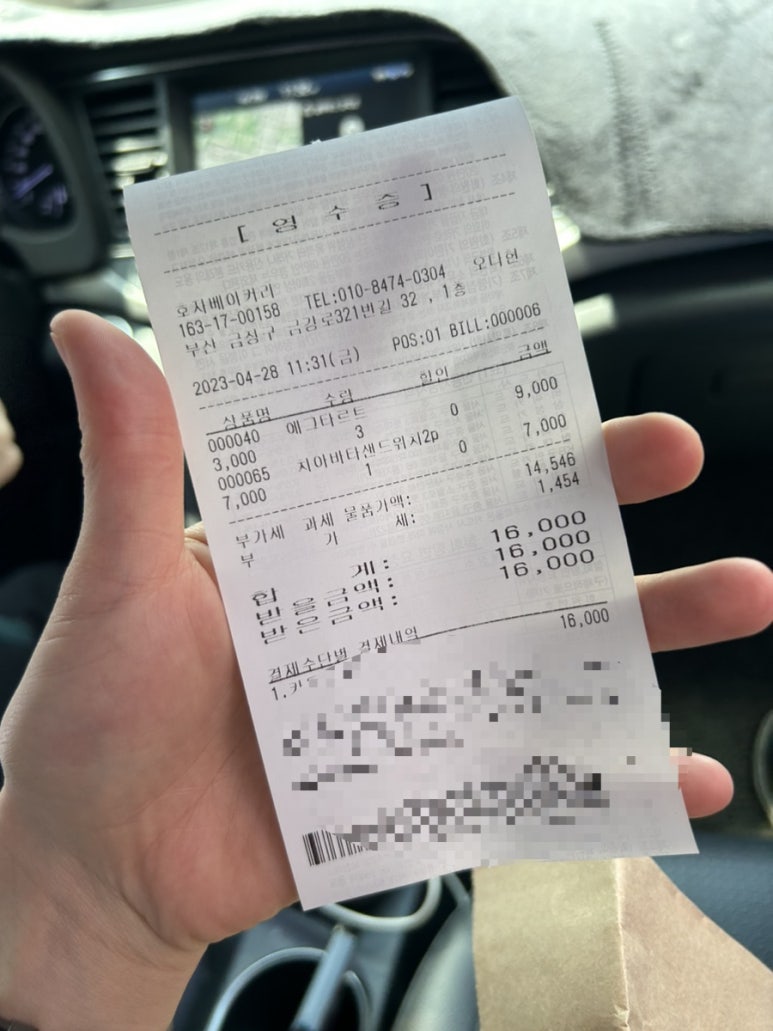 [ 영 수 증 ]
호사베이커리 TEL:010-8474-0304 오다현
163-17-00158
부산 금정구 금강로321번길 32 , 1층
2023-04-28 11:31(금) POS:01 BILL:000006
상품명 수량 할인 금액
000040 에그타르트
3,000 3 0 9,000
000065 치아바타샌드위치2p
7,000 1 0 7,000
부가세 과세 물품가액: 14,546
부 가 세: 1,454
합 계: 16,000
받을금액: 16,000
받은금액: 16,000
결제수단별 결제내역
1.카드 16,000